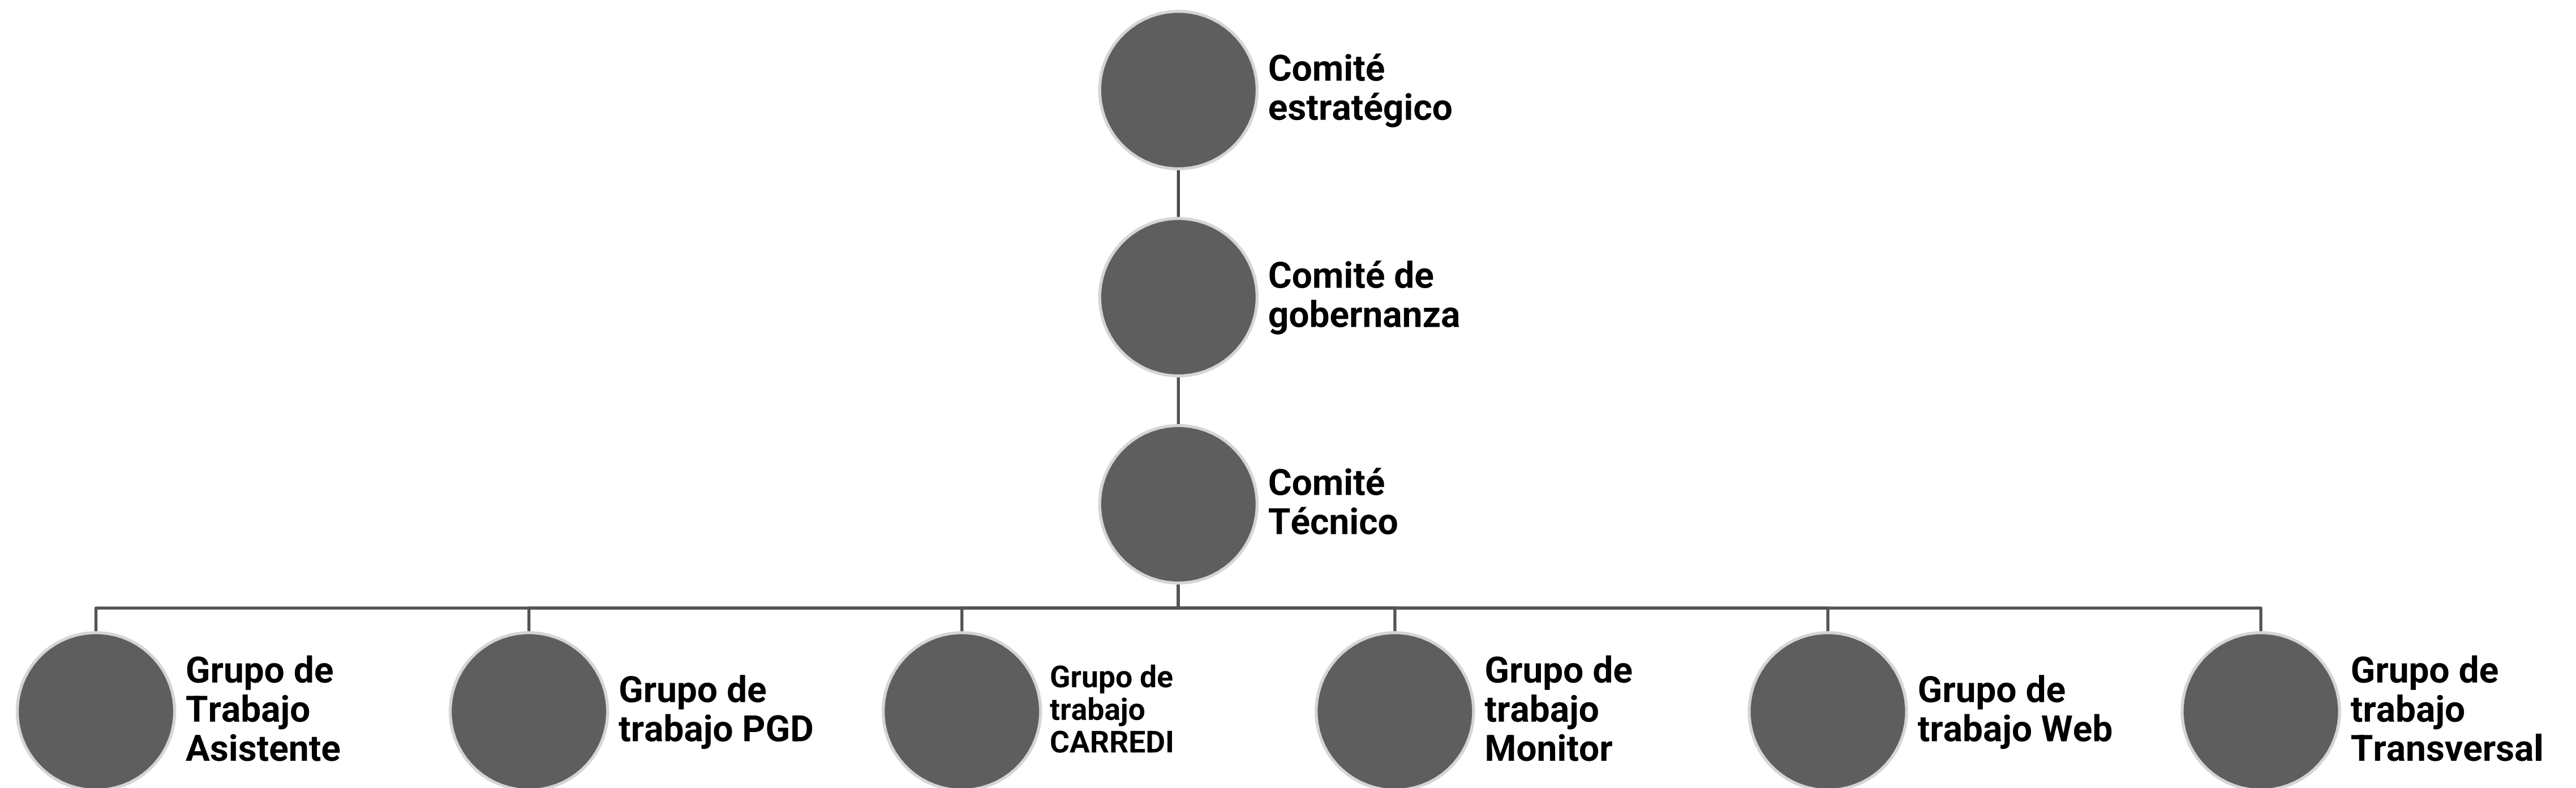 Comité
estratégico
Comité de
gobernanza
Comité
Técnico
Grupo de
Trabajo
Asistente
Grupo de
trabajo PGD
Grupo de
trabajo
CARREDI
Grupo de
trabajo
Monitor
Grupo de
trabajo Web
Grupo de
trabajo
Transversal